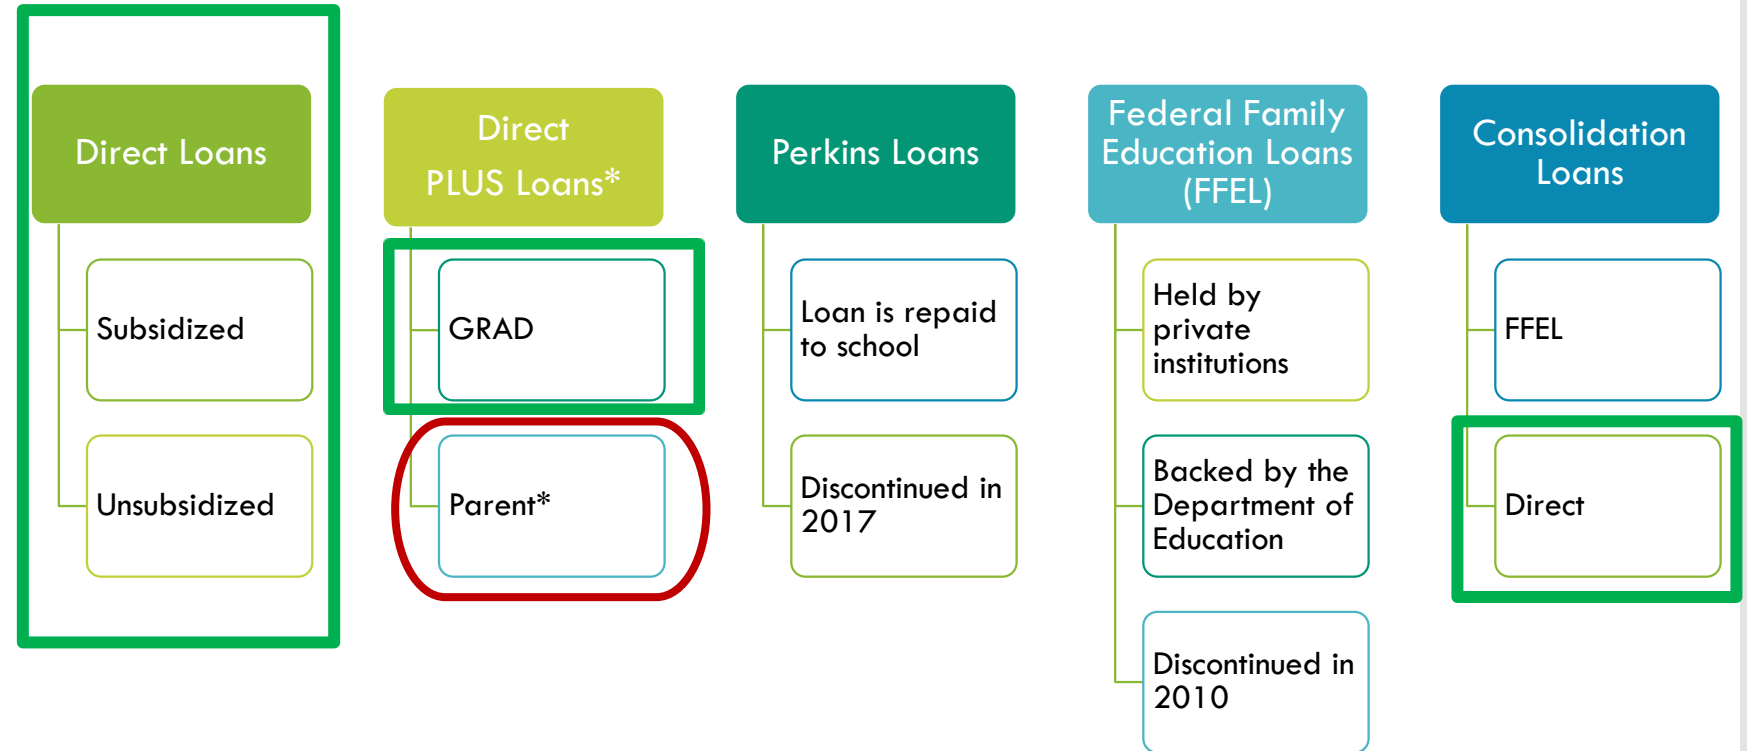 Direct Loans
Subsidized
Unsubsidized
Direct
PLUS Loans*
GRAD
Parent*
Perkins Loans
Loan is repaid
to school
Discontinued in
2017
Federal Family
Education Loans
(FFEL)
Held by
private
institutions
Backed by the
Department of
Education
Discontinued in
2010
Consolidation
Loans
FFEL
Direct